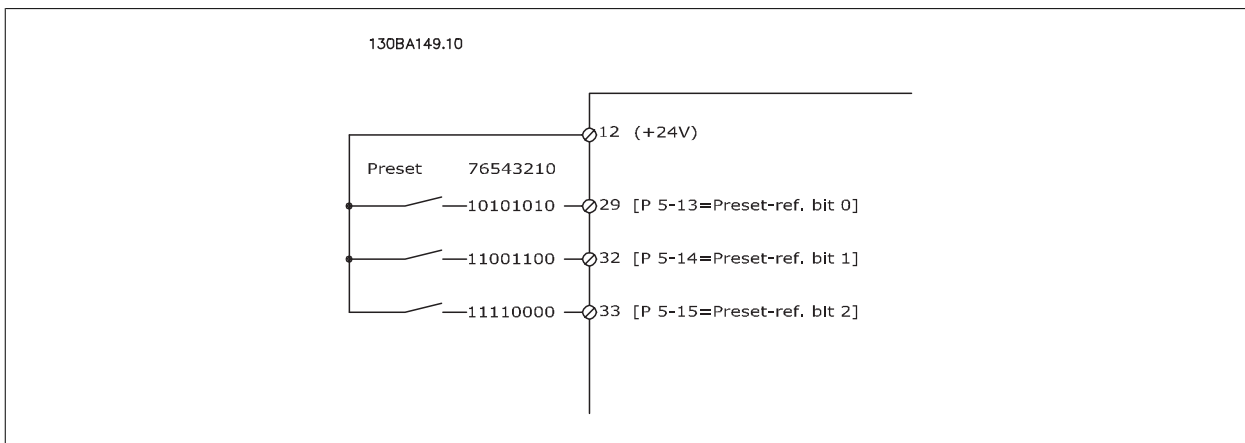 130BA149.10
12 (+24V)
Preset 76543210
10101010 29 [P 5-13=Preset-ref. bit 0]
11001100 32 [P 5-14=Preset-ref. bit 1]
11110000 33 [P 5-15=Preset-ref. bit 2]